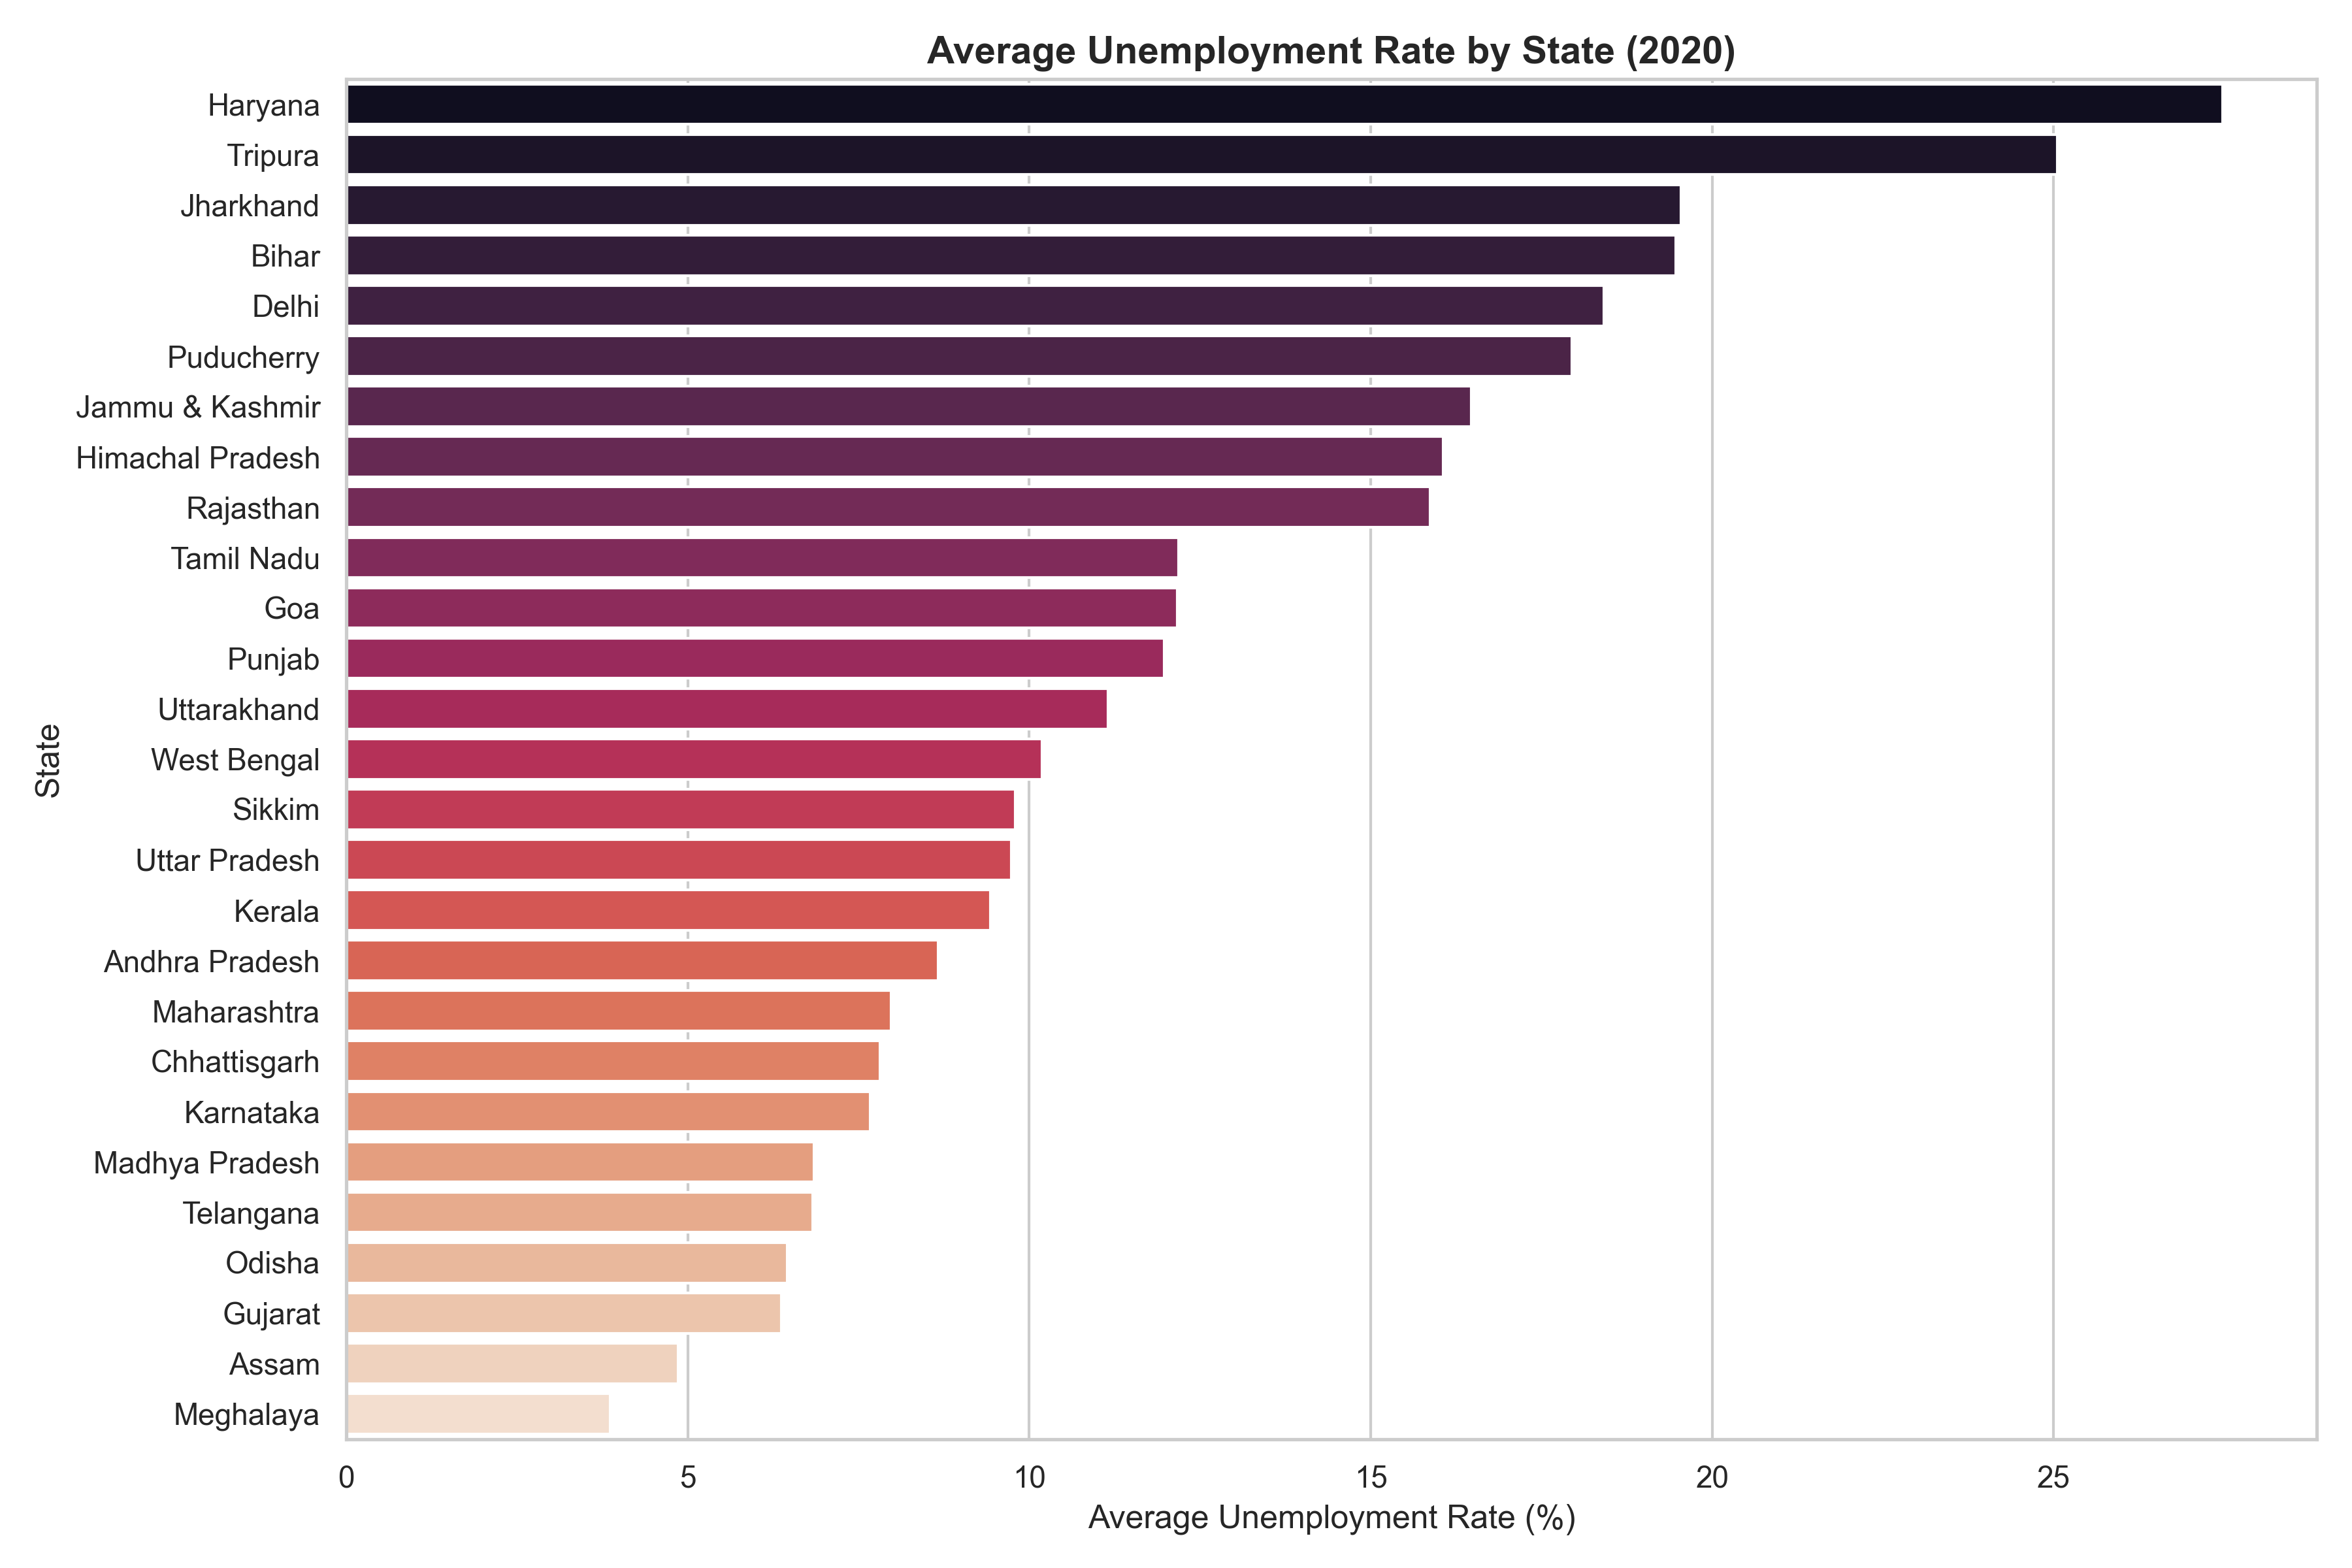 Average Unemployment Rate by State (2020)
State
Haryana
Tripura
Jharkhand
Bihar
Delhi
Puducherry
Jammu & Kashmir
Himachal Pradesh
Rajasthan
Tamil Nadu
Goa
Punjab
Uttarakhand
West Bengal
Sikkim
Uttar Pradesh
Kerala
Andhra Pradesh
Maharashtra
Chhattisgarh
Karnataka
Madhya Pradesh
Telangana
Odisha
Gujarat
Assam
Meghalaya
0 5 10 15 20 25
Average Unemployment Rate (%)